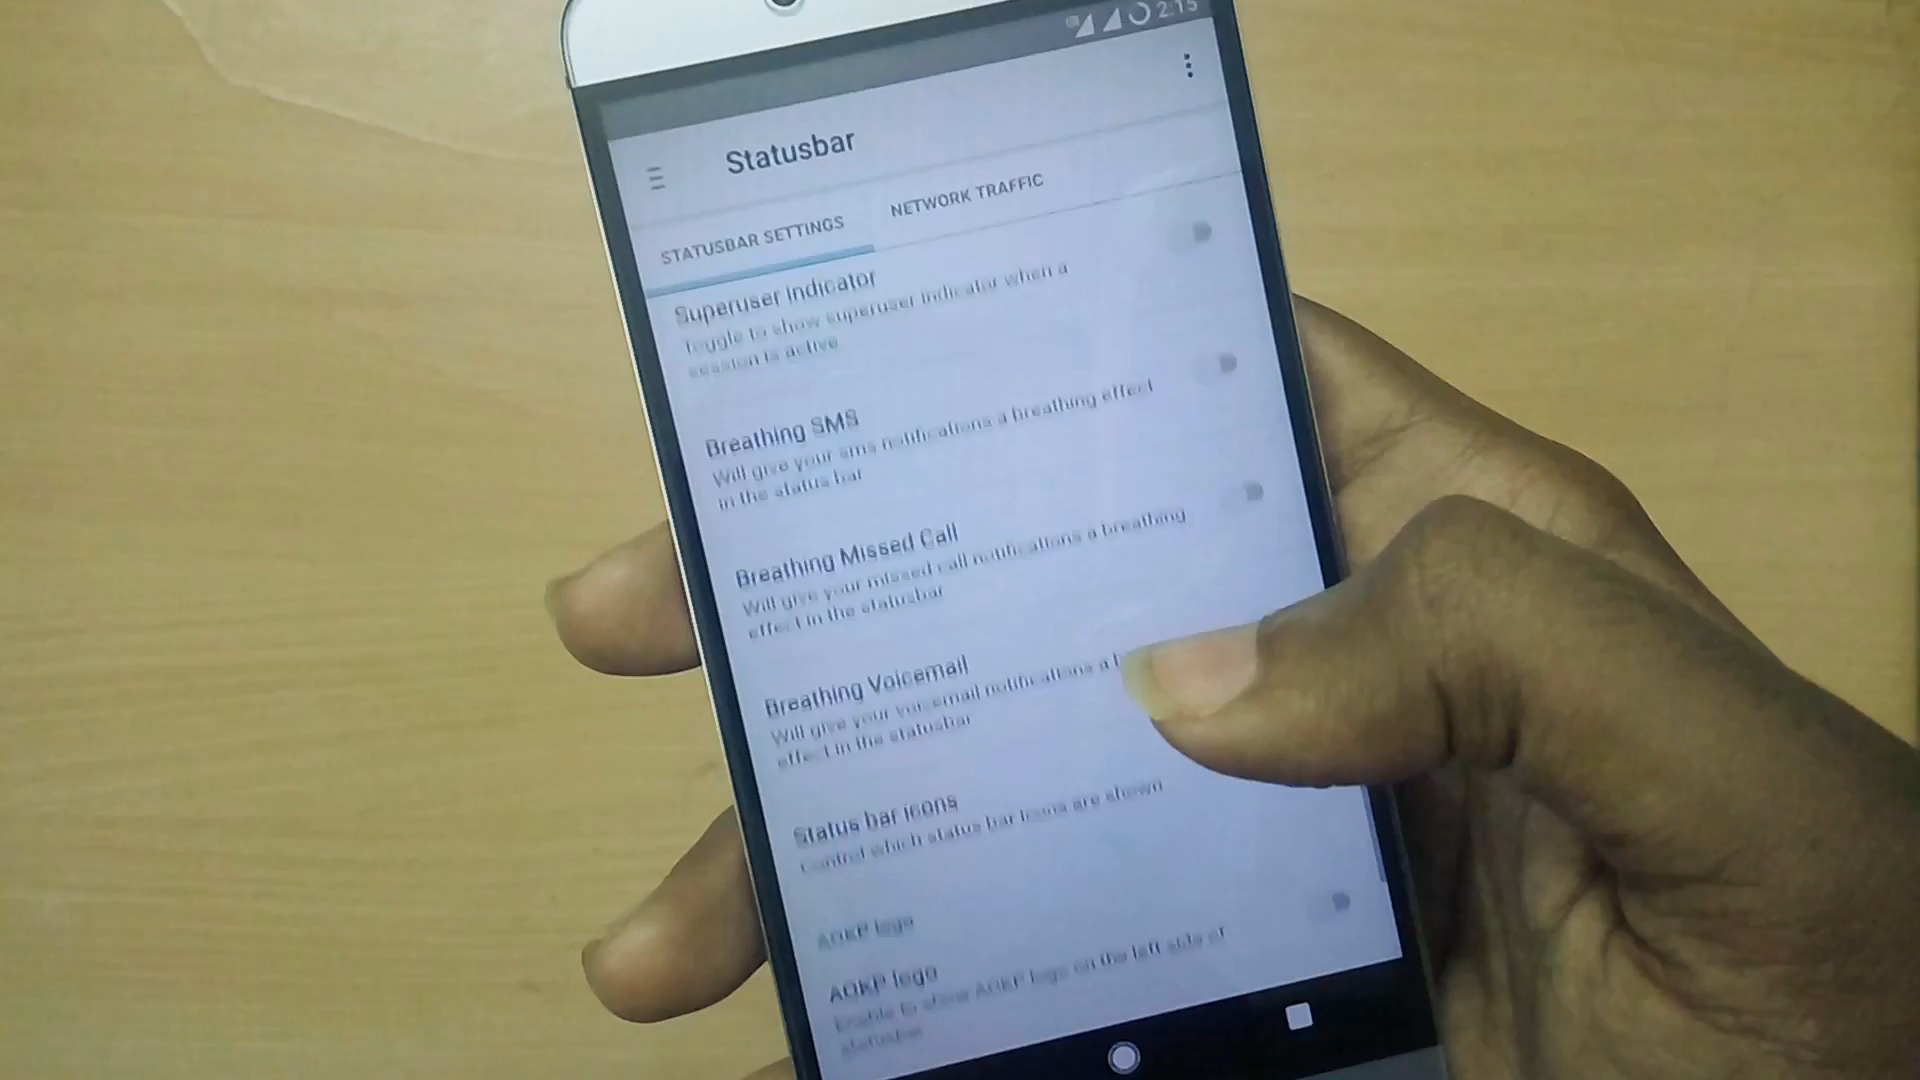 2:15
Statusbar
STATUSBAR SETTINGS
NETWORK TRAFFIC
Superuser indicator
Toggle to show superuser indicator when a
session is active
Breathing SMS
Will give your sms notifications a breathing effect
in the status bar
Breathing Missed Call
Will give your missed call notifications a breathing
effect in the statusbar
Breathing Voicemail
Will give your voicemail notifications a
effect in the statusbar
Status bar icons
Control which status bar icons are shown
AOKP logo
AOKP logo
Enable to show AOKP logo on the left side of
statusbar